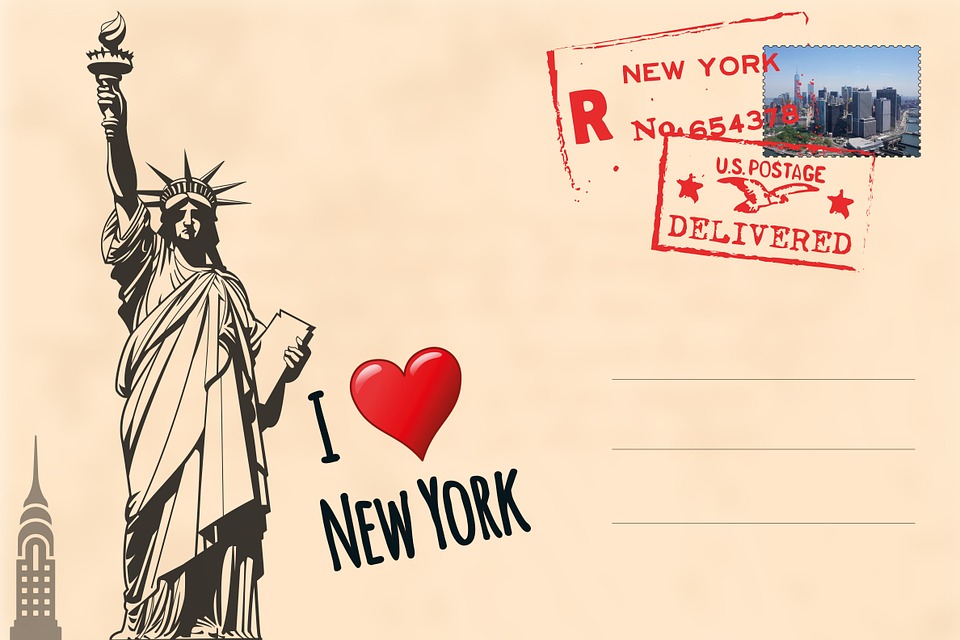 NEW YORK
R No. 654378
U.S. POSTAGE
DELIVERED
I
NEW YORK